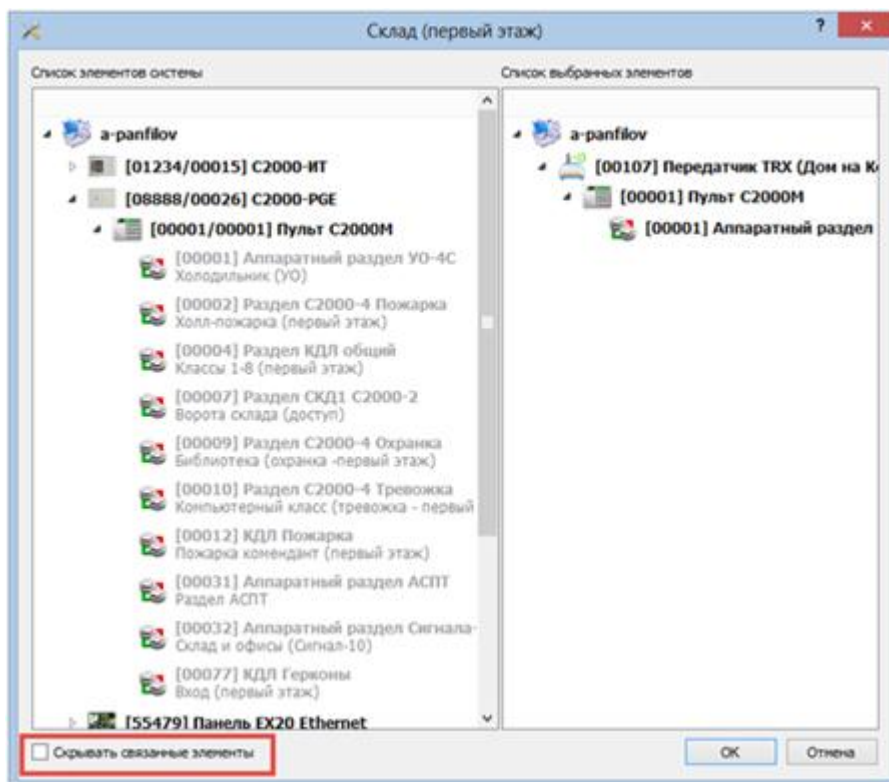 Склад (первый этаж)
?
Список элементов системы
Список выбранных элементов
a-panfilov
[01234/00015] С2000-ИТ
[08888/00026] С2000-PGE
[00001/00001] Пульт С2000М
[00001] Аппаратный раздел УО-4С
Холодильник (УО)
[00002] Раздел С2000-4 Пожарка
Холл-пожарка (первый этаж)
[00004] Раздел КДЛ общий
Классы 1-8 (первый этаж)
[00007] Раздел СКД1 С2000-2
Ворота склада (доступ)
[00009] Раздел С2000-4 Охранка
Библиотека (охранка -первый этаж)
[00010] Раздел С2000-4 Тревожка
Компьютерный класс (тревожка - первый
[00012] КДЛ Пожарка
Пожарка комендант (первый этаж)
[00031] Аппаратный раздел АСПТ
Раздел АСПТ
[00032] Аппаратный раздел Сигнала-
Склад и офисы (Сигнал-10)
[00077] КДЛ Герконы
Вход (первый этаж)
[55479] Панель EX20 Ethernet
a-panfilov
[00107] Передатчик TRX (Дом на К
[00001] Пульт С2000М
[00001] Аппаратный раздел
Скрывать связанные элементы
OK
Отмена